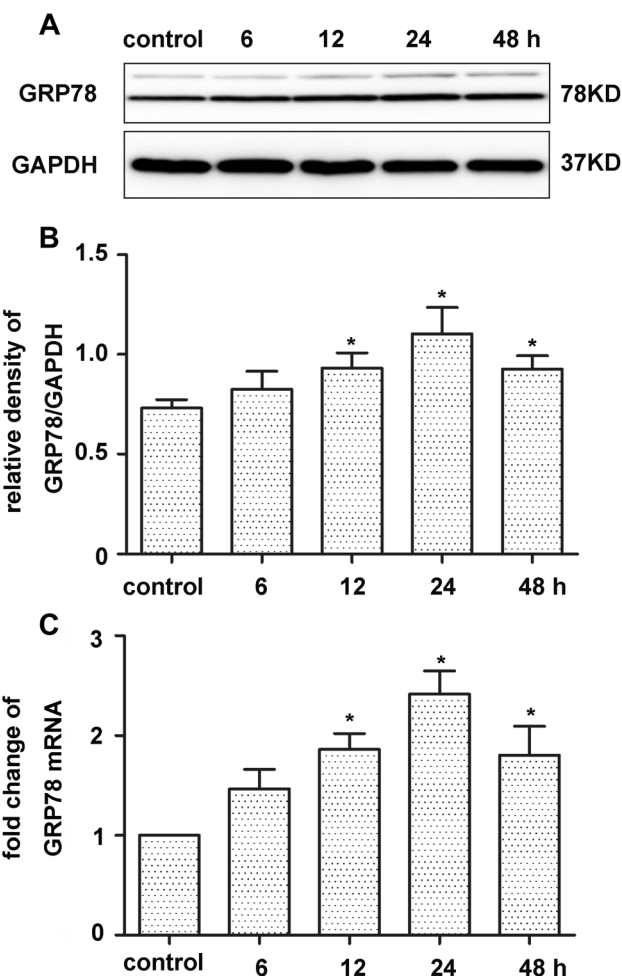 A
control 6 12 24 48 h
GRP78 78KD
GAPDH 37KD
B
relative density of
GRP78/GAPDH
1.5
1.0
0.5
0
*
*
*
control 6 12 24 48 h
C
fold change of
GRP78 mRNA
3
2
1
0
*
*
*
control 6 12 24 48 h